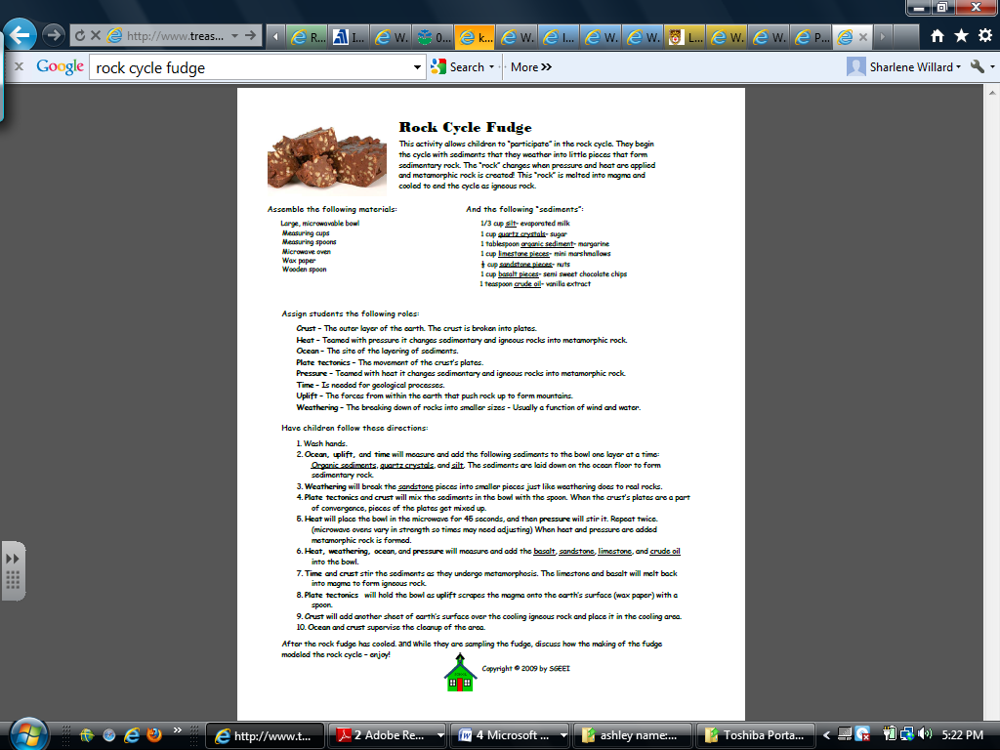 http://www.treas...
R...
I...
W...
0...
k...
W...
I...
W...
W...
L...
W...
W...
P...
Google
rock cycle fudge
Search
More »
Sharlene Willard
Rock Cycle Fudge
This activity allows children to "participate" in the rock cycle. They begin
the cycle with sediments that they weather into little pieces that form
sedimentary rock. The "rock" changes when pressure and heat are applied
and metamorphic rock is created! This "rock" is melted into magma and
cooled to end the cycle as igneous rock.
Assemble the following materials:
Large, microwavable bowl
Measuring cups
Measuring spoons
Microwave oven
Wax paper
Wooden spoon
And the following "sediments":
1/3 cup silt- evaporated milk
1 cup quartz crystals- sugar
1 tablespoon organic sediment- margarine
1 cup limestone pieces- mini marshmallows
½ cup sandstone pieces- nuts
1 cup basalt pieces- semi sweet chocolate chips
1 teaspoon crude oil- vanilla extract
Assign students the following roles:
Crust – The outer layer of the earth. The crust is broken into plates.
Heat – Teamed with pressure it changes sedimentary and igneous rocks into metamorphic rock.
Ocean – The site of the layering of sediments.
Plate tectonics – The movement of the crust's plates.
Pressure – Teamed with heat it changes sedimentary and igneous rocks into metamorphic rock.
Time – Is needed for geological processes.
Uplift – The forces from within the earth that push rock up to form mountains.
Weathering – The breaking down of rocks into smaller sizes - Usually a function of wind and water.
Have children follow these directions:
1. Wash hands.
2. Ocean, uplift, and time will measure and add the following sediments to the bowl one layer at a time:
Organic sediments, quartz crystals, and silt. The sediments are laid down on the ocean floor to form
sedimentary rock.
3. Weathering will break the sandstone pieces into smaller pieces just like weathering does to real rocks.
4. Plate tectonics and crust will mix the sediments in the bowl with the spoon. When the crust's plates are a part
of convergence, pieces of the plates get mixed up.
5. Heat will place the bowl in the microwave for 45 seconds, and then pressure will stir it. Repeat twice.
(microwave ovens vary in strength so times may need adjusting) When heat and pressure are added
metamorphic rock is formed.
6. Heat, weathering, ocean, and pressure will measure and add the basalt, sandstone, limestone, and crude oil
into the bowl.
7. Time and crust stir the sediments as they undergo metamorphosis. The limestone and basalt will melt back
into magma to form igneous rock.
8. Plate tectonics will hold the bowl as uplift scrapes the magma onto the earth's surface (wax paper) with a
spoon.
9. Crust will add another sheet of earth's surface over the cooling igneous rock and place it in the cooling area.
10. Ocean and crust supervise the cleanup of the area.
After the rock fudge has cooled. and While they are sampling the fudge, discuss how the making of the fudge
modeled the rock cycle – enjoy!
Copyright © 2009 by SGEEI
http://www.t...
2 Adobe Re...
4 Microsoft ...
ashley name:...
Toshiba Porta...
5:22 PM